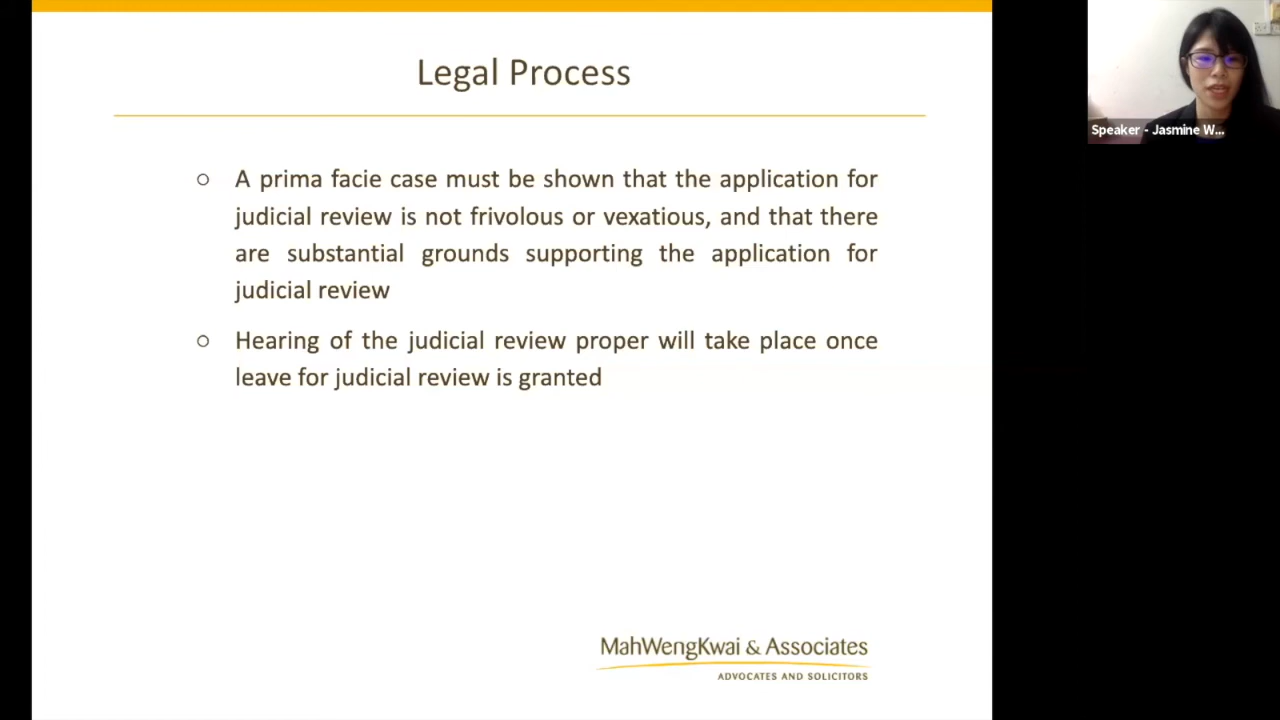 Legal Process
○ A prima facie case must be shown that the application for
judicial review is not frivolous or vexatious, and that there
are substantial grounds supporting the application for
judicial review
○ Hearing of the judicial review proper will take place once
leave for judicial review is granted
MahWengKwai & Associates
ADVOCATES AND SOLICITORS
Speaker - Jasmine W...